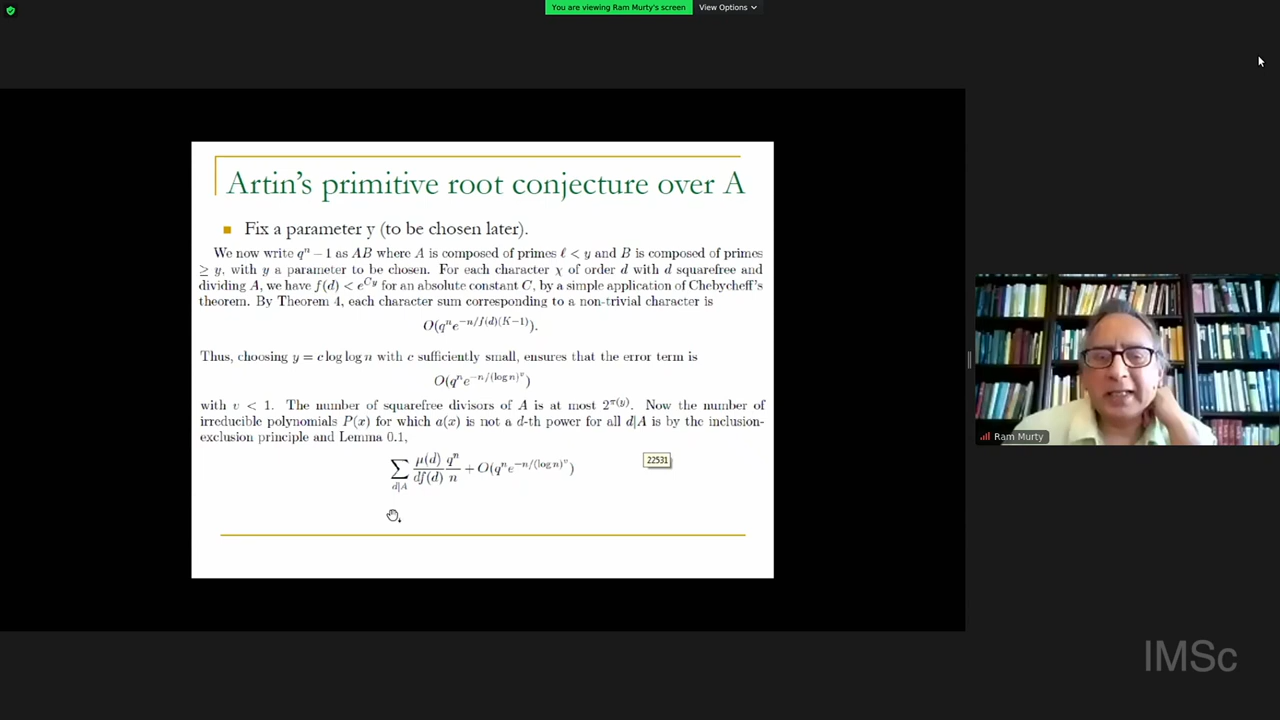 You are viewing Ram Murty's screen
View Options
Artin's primitive root conjecture over A
Fix a parameter y (to be chosen later).
We now write qⁿ − 1 as AB where A is composed of primes ℓ < y and B is composed of primes
≥ y, with y a parameter to be chosen. For each character χ of order d with d squarefree and
dividing A, we have f(d) < e^{Cy} for an absolute constant C, by a simple application of Chebycheff's
theorem. By Theorem 4, each character sum corresponding to a non-trivial character is
O(qⁿe^{−n/f(d)(K−1)}).
Thus, choosing y = c log log n with c sufficiently small, ensures that the error term is
O(qⁿe^{−n/(log n)^v})
with v < 1. The number of squarefree divisors of A is at most 2^{π(y)}. Now the number of
irreducible polynomials P(x) for which a(x) is not a d-th power for all d|A is by the inclusion-
exclusion principle and Lemma 0.1,
∑_{d|A} μ(d)/df(d) qⁿ/n + O(qⁿe^{−n/(log n)^v})
22531
Ram Murty
IMSc